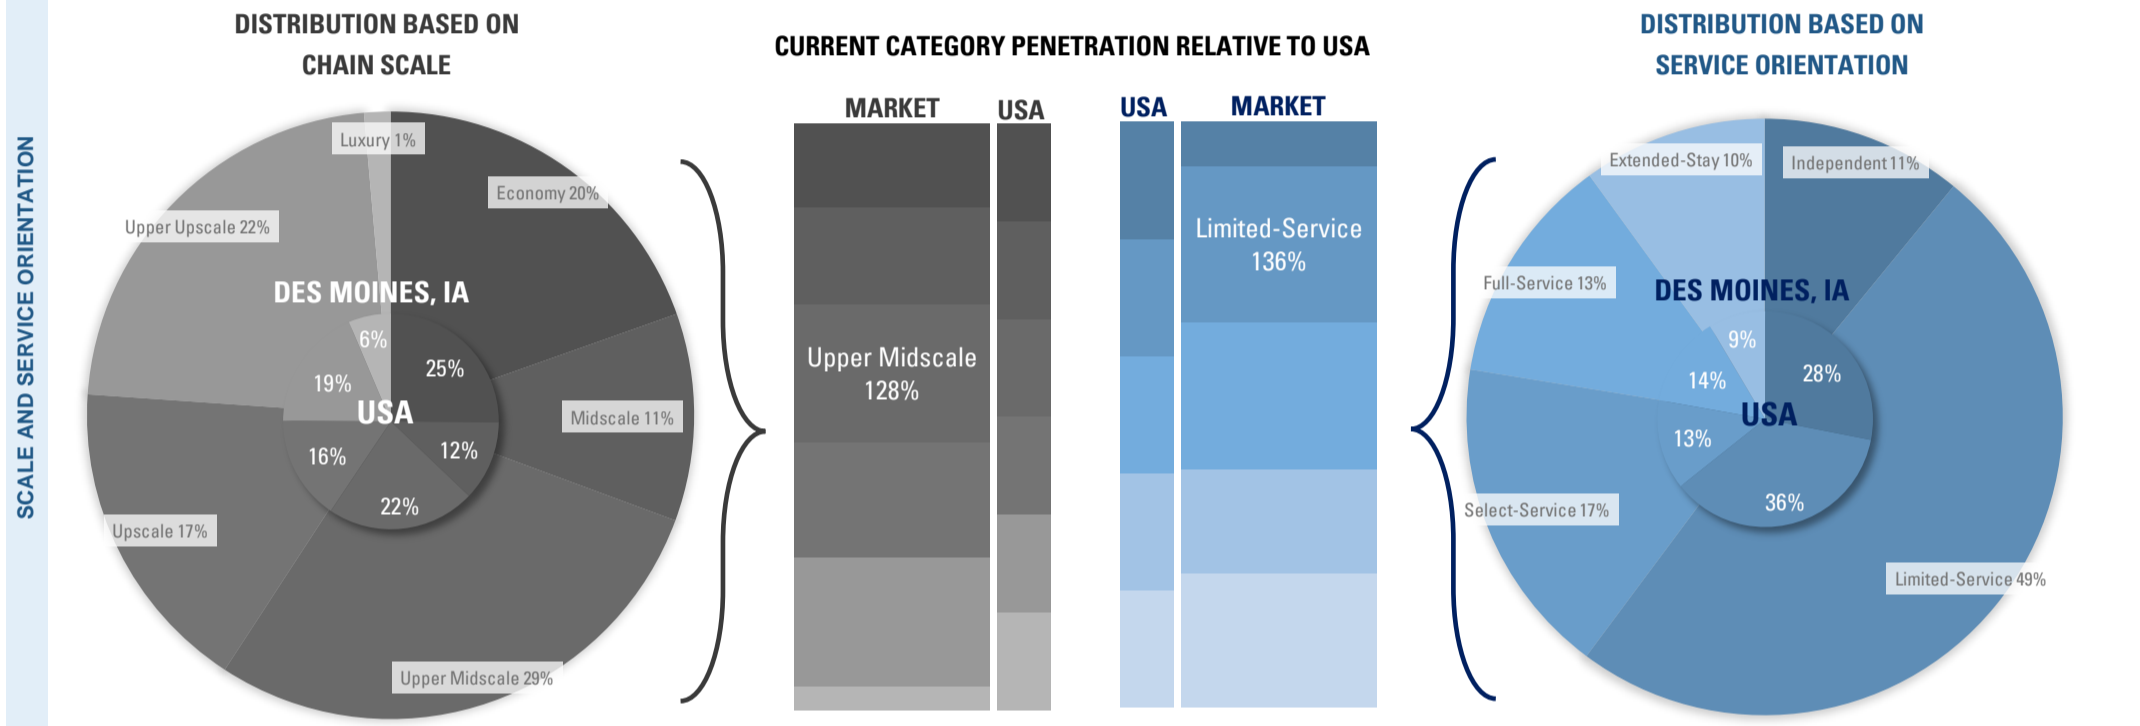 SCALE AND SERVICE ORIENTATION
DISTRIBUTION BASED ON
CHAIN SCALE
Luxury 1%
Economy 20%
Upper Upscale 22%
DES MOINES, IA
6%
25%
19%
USA
Midscale 11%
12%
16%
22%
Upscale 17%
Upper Midscale 29%
CURRENT CATEGORY PENETRATION RELATIVE TO USA
MARKET
USA
Upper Midscale
128%
USA
MARKET
Limited-Service
136%
DISTRIBUTION BASED ON
SERVICE ORIENTATION
Extended-Stay 10%
Independent 11%
Full-Service 13%
DES MOINES, IA
9%
28%
14%
USA
13%
36%
Select-Service 17%
Limited-Service 49%